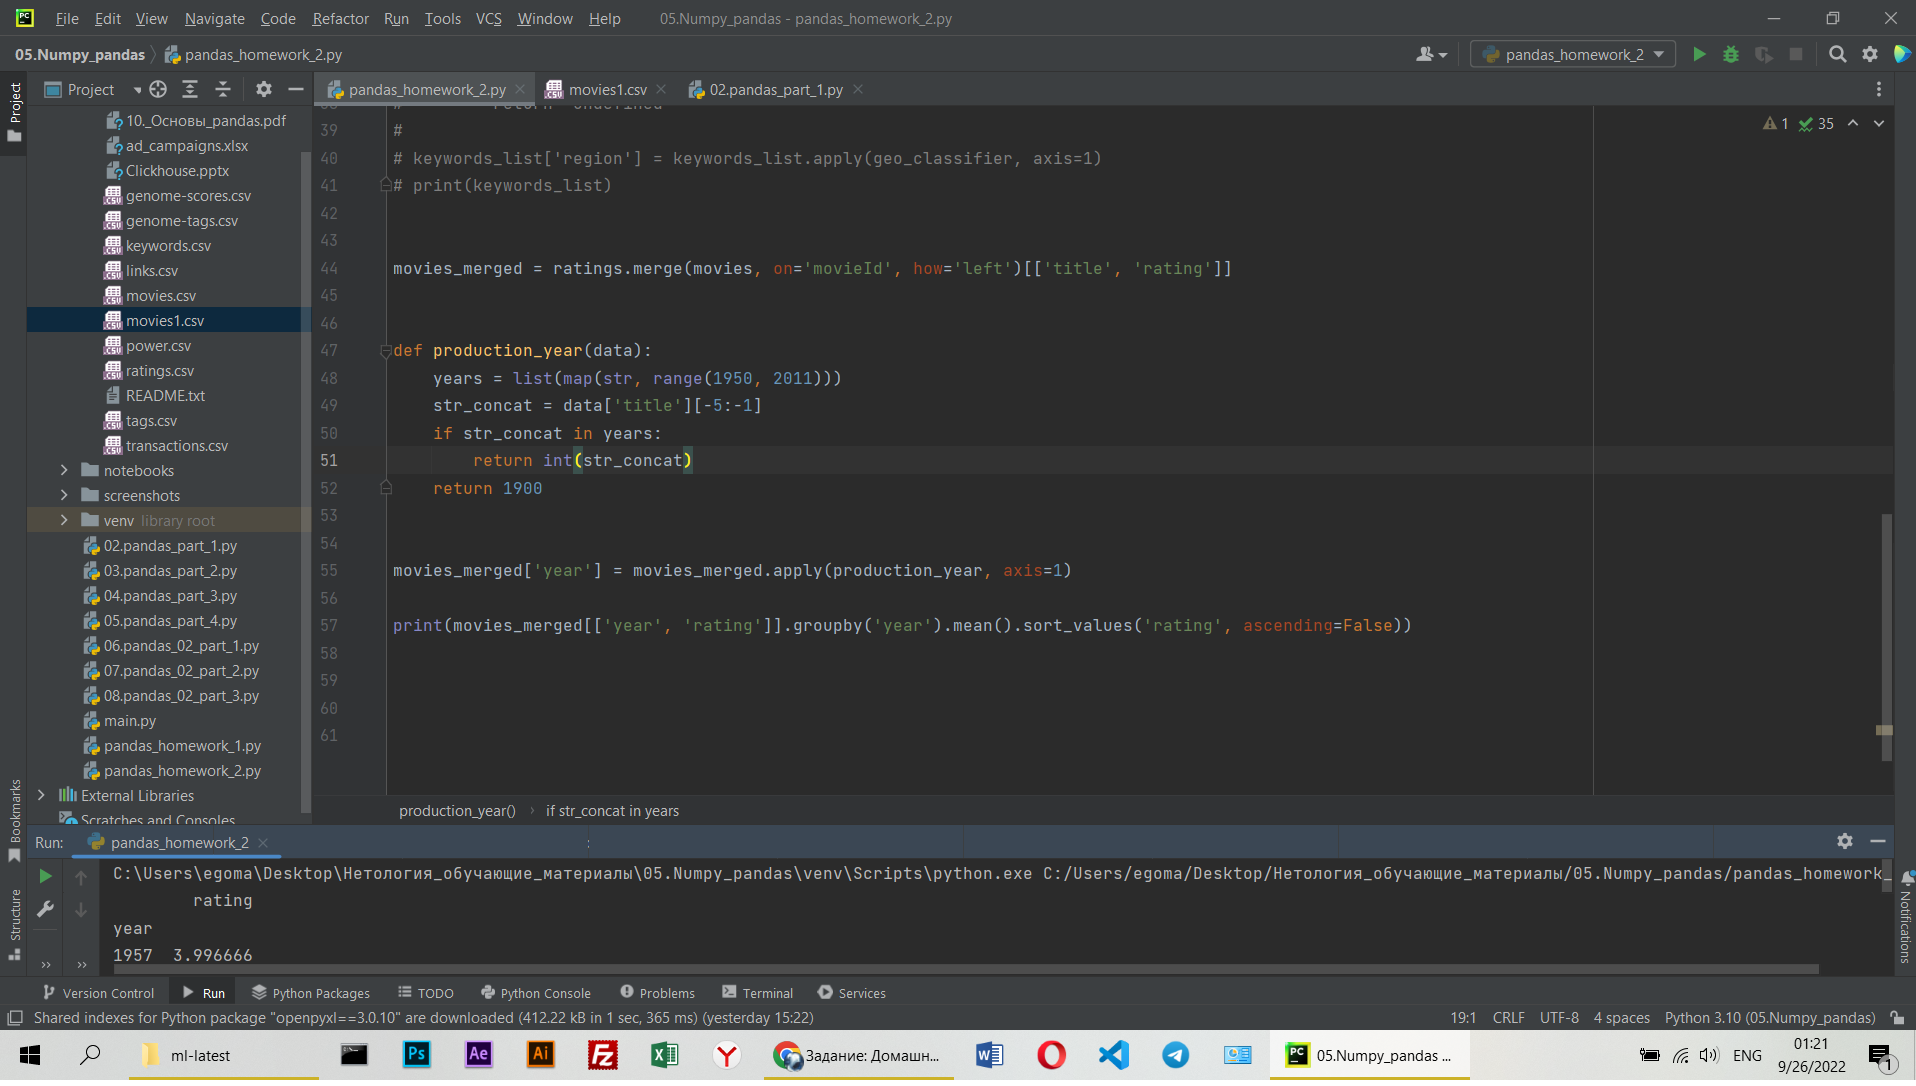 File Edit View Navigate Code Refactor Run Tools VCS Window Help 05.Numpy_pandas - pandas_homework_2.py
05.Numpy_pandas pandas_homework_2.py pandas_homework_2
Project Project pandas_homework_2.py movies1.csv 02.pandas_part_1.py
10._Основы_pandas.pdf
ad_campaigns.xlsx
Clickhouse.pptx
genome-scores.csv
genome-tags.csv
keywords.csv
links.csv
movies.csv
movies1.csv
power.csv
ratings.csv
README.txt
tags.csv
transactions.csv
notebooks
screenshots
venv library root
02.pandas_part_1.py
03.pandas_part_2.py
04.pandas_part_3.py
05.pandas_part_4.py
06.pandas_02_part_1.py
07.pandas_02_part_2.py
08.pandas_02_part_3.py
main.py
pandas_homework_1.py
pandas_homework_2.py
External Libraries
Scratches and Consoles
1 35
39 #
40 # keywords_list['region'] = keywords_list.apply(geo_classifier, axis=1)
41 # print(keywords_list)
42
43
44 movies_merged = ratings.merge(movies, on='movieId', how='left')[['title', 'rating']]
45
46
47 def production_year(data):
48 years = list(map(str, range(1950, 2011)))
49 str_concat = data['title'][-5:-1]
50 if str_concat in years:
51 return int(str_concat)
52 return 1900
53
54
55 movies_merged['year'] = movies_merged.apply(production_year, axis=1)
56
57 print(movies_merged[['year', 'rating']].groupby('year').mean().sort_values('rating', ascending=False))
58
59
60
61
production_year() if str_concat in years
Bookmarks
Structure
Notifications
Run: pandas_homework_2
C:\Users\egoma\Desktop\Нетология_обучающие_материалы\05.Numpy_pandas\venv\Scripts\python.exe C:/Users/egoma/Desktop/Нетология_обучающие_материалы/05.Numpy_pandas/pandas_homework_
rating
year
1957 3.996666
Version Control Run Python Packages TODO Python Console Problems Terminal Services
Shared indexes for Python package "openpyxl==3.0.10" are downloaded (412.22 kB in 1 sec, 365 ms) (yesterday 15:22) 19:1 CRLF UTF-8 4 spaces Python 3.10 (05.Numpy_pandas)
ml-latest Ps Ae Ai Задание: Домашн... 05.Numpy_pandas ... ENG 01:21
9/26/2022 1